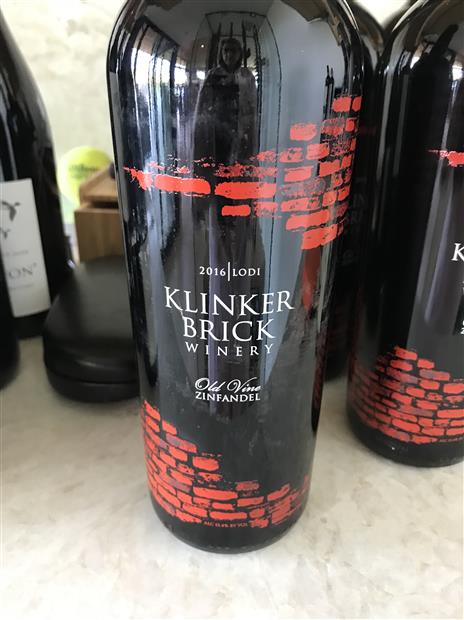 2016 | LODI
KLINKER
BRICK
WINERY
Old Vine
ZINFANDEL